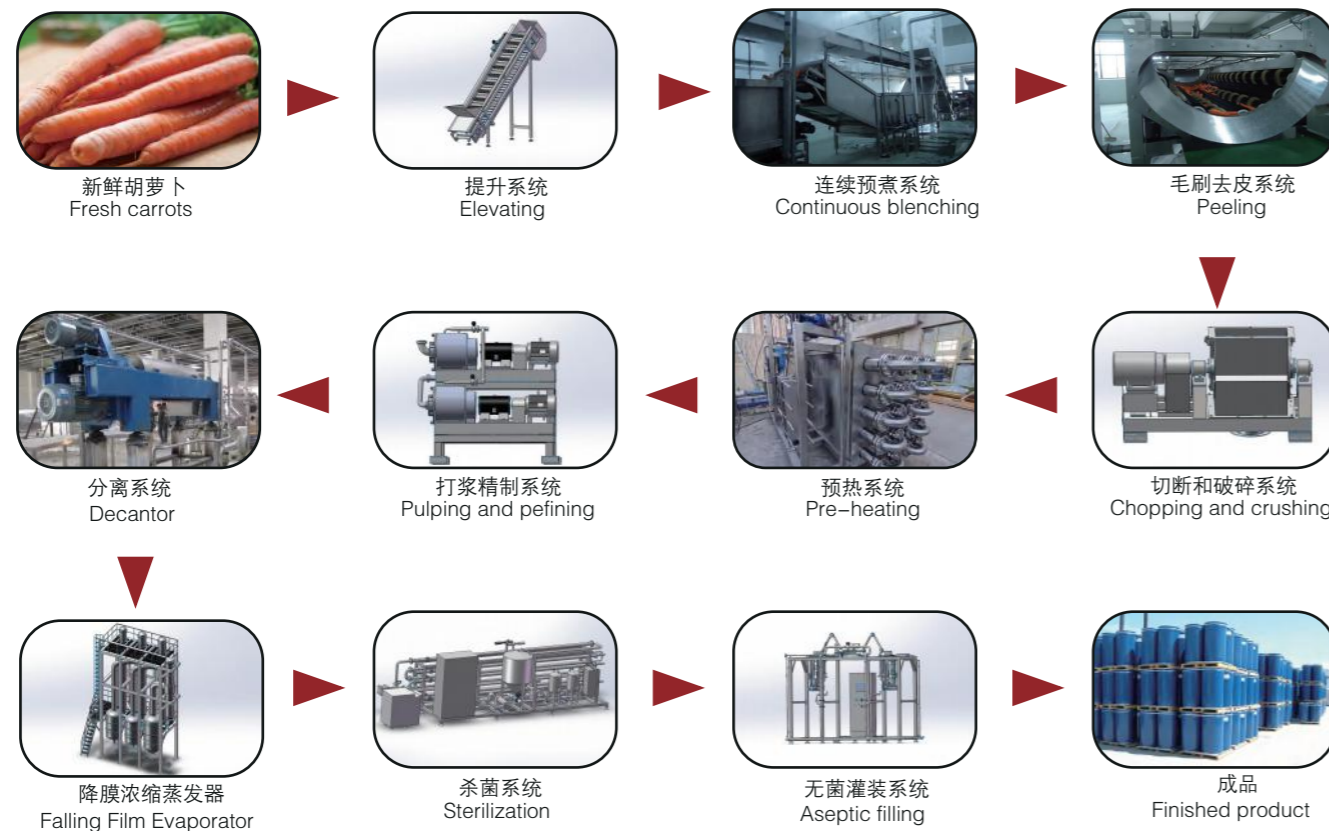 新鲜胡萝卜
Fresh carrots
提升系统
Elevating
连续预煮系统
Continuous blenching
毛刷去皮系统
Peeling
分离系统
Decantor
打浆精制系统
Pulping and pefining
预热系统
Pre-heating
切断和破碎系统
Chopping and crushing
降膜浓缩蒸发器
Falling Film Evaporator
杀菌系统
Sterilization
无菌灌装系统
Aseptic filling
成品
Finished product